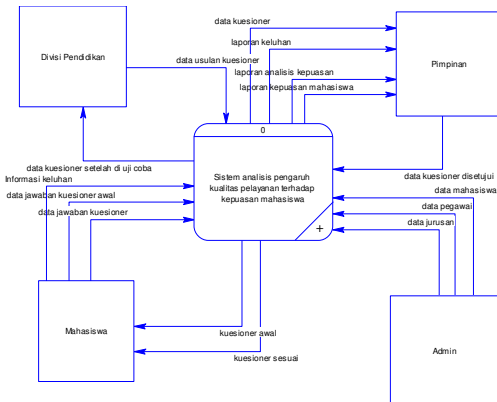 data kuesioner
laporan keluhan
Divisi Pendidikan
data usulan kuesioner
Pimpinan
laporan analisis kepuasan
laporan kepuasan mahasiswa
0
data kuesioner setelah di uji coba
Sistem analisis pengaruh
kualitas pelayanan terhadap
kepuasan mahasiswa
data kuesioner disetujui
Informasi keluhan
data mahasiswa
data jawaban kuesioner awal
data pegawai
data jawaban kuesioner
data jurusan
+
Mahasiswa
kuesioner awal
kuesioner sesuai
Admin